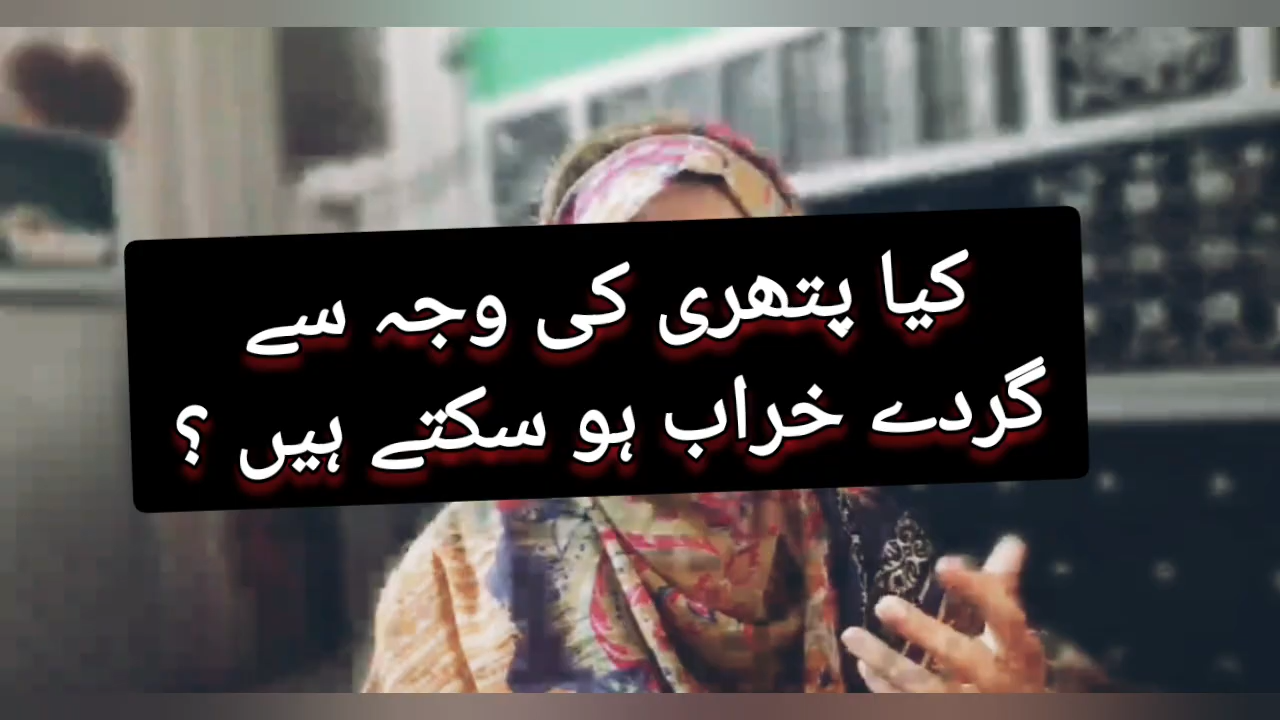 کیا پتھری کی وجہ سے
گردے خراب ہو سکتے ہیں ؟